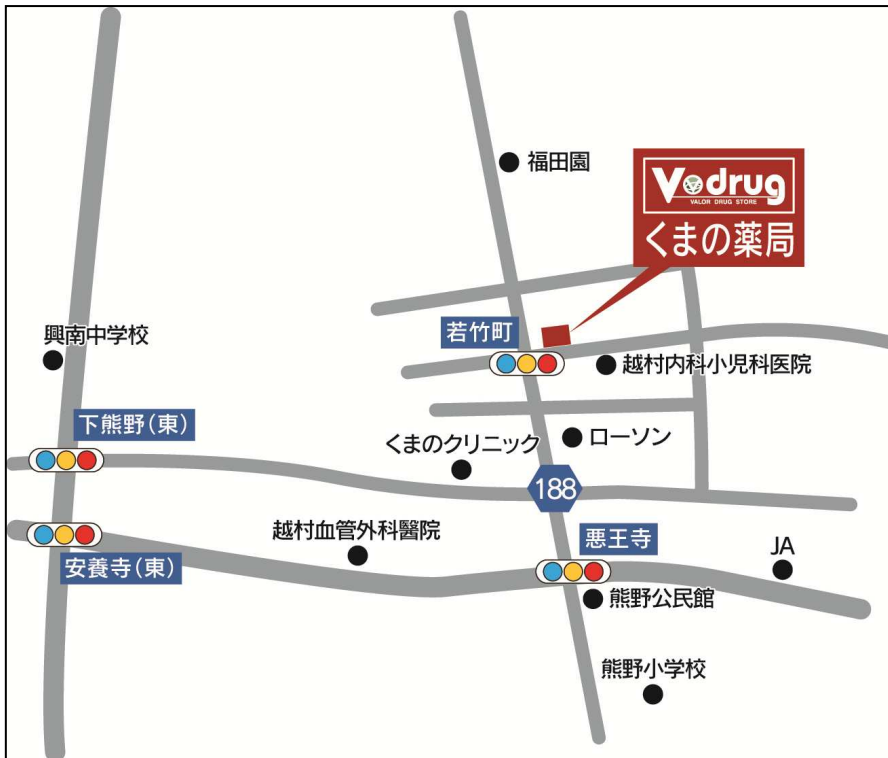 福田園
Vdrug
VALOR DRUG STORE
くまの薬局
興南中学校
若竹町
越村内科小児科医院
下熊野(東)
くまのクリニック
ローソン
188
越村血管外科醫院
悪王寺
JA
安養寺(東)
熊野公民館
熊野小学校